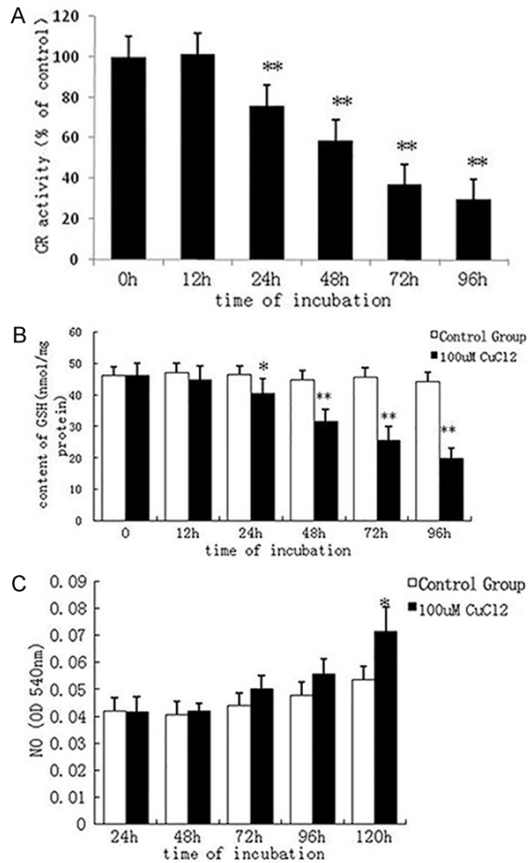 A
GR activity (% of control)
120
100
80
60
40
20
0
**
**
**
**
0h 12h 24h 48h 72h 96h
time of incubation
B
Control Group
100uM CuCl2
content of GSH(nmol/mg
protein)
60
50
40
30
20
10
0
*
**
**
**
0 12h 24h 48h 72h 96h
time of incubation
C
Control Group
100uM CuCl2
NO (OD 540nm)
0.09
0.08
0.07
0.06
0.05
0.04
0.03
0.02
0.01
0
*
24h 48h 72h 96h 120h
time of incubation